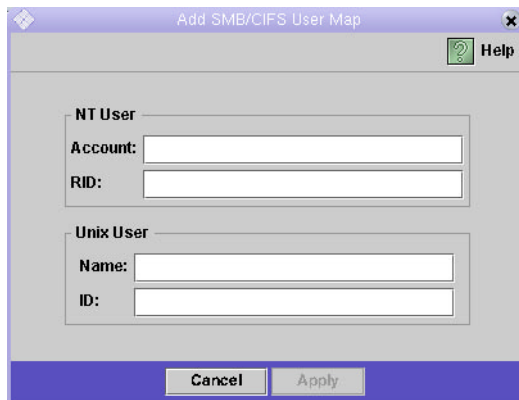 Add SMB/CIFS User Map
Help
NT User
Account:
RID:
Unix User
Name:
ID:
Cancel
Apply